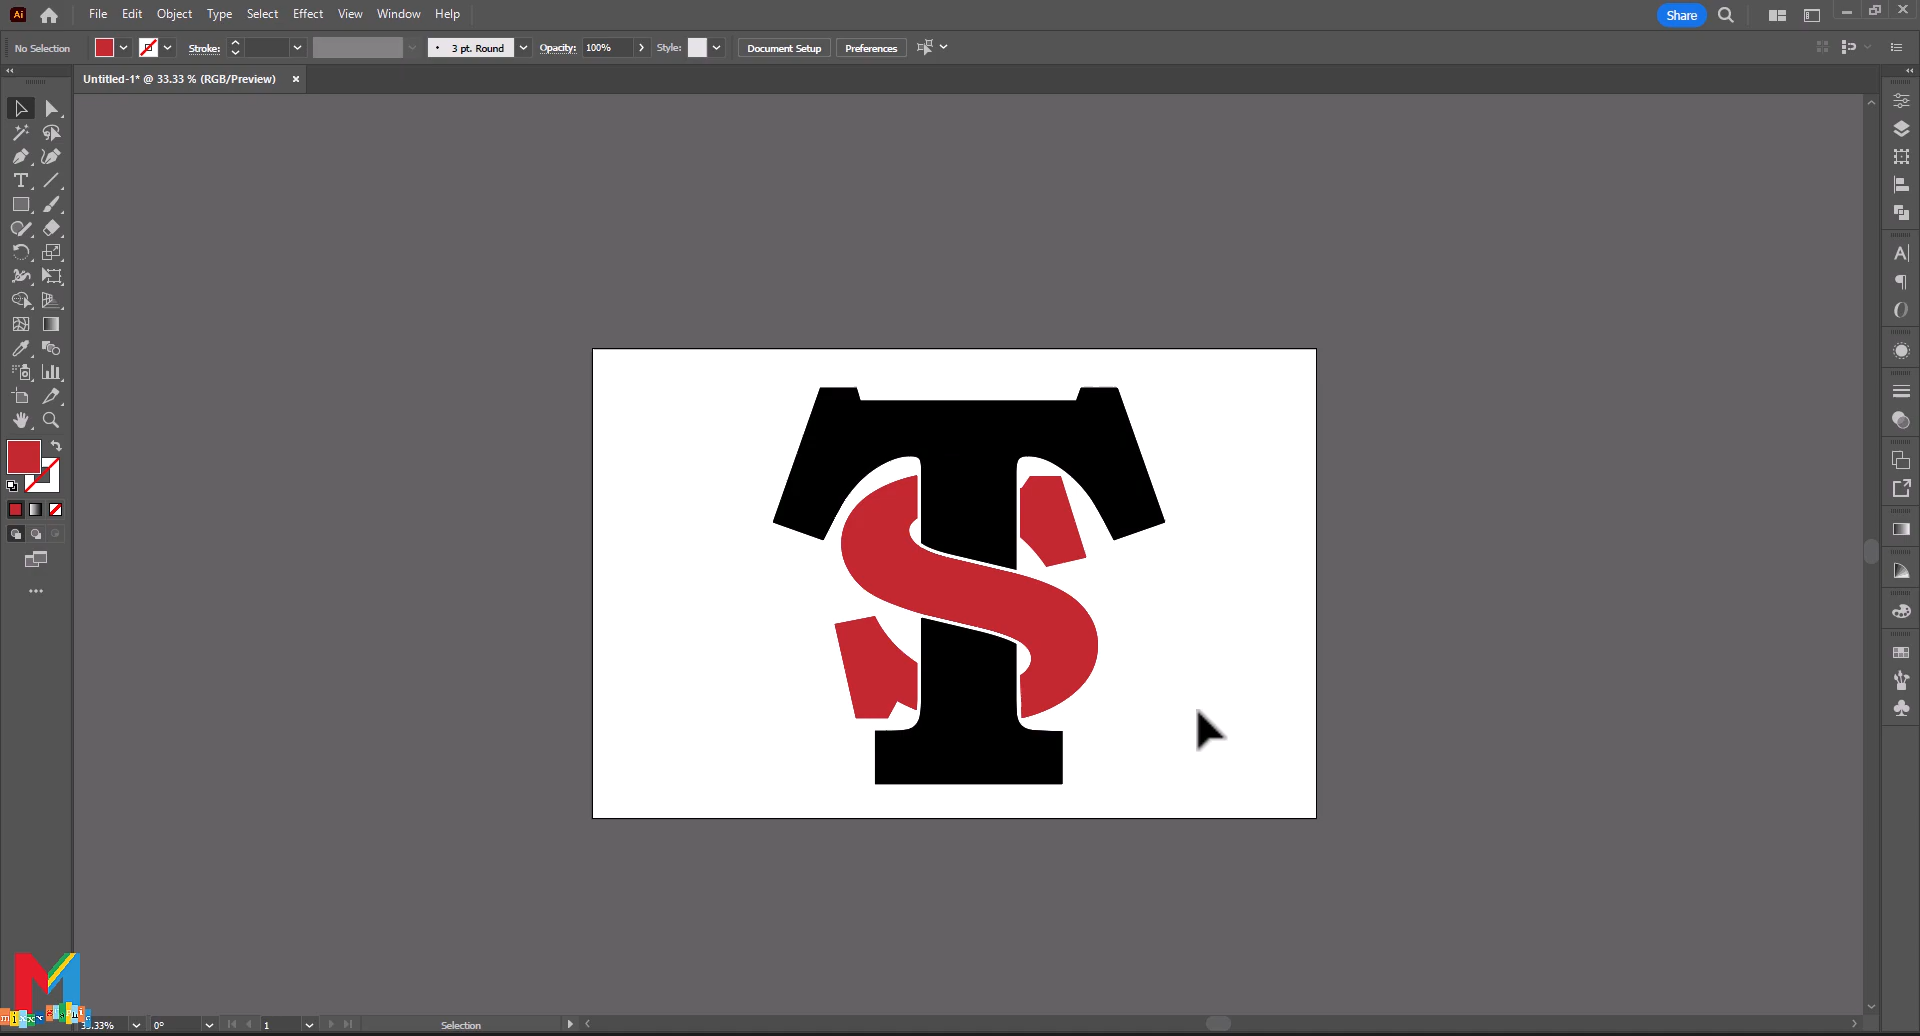 Ai File Edit Object Type Select Effect View Window Help Share
No Selection Stroke: 3 pt. Round Opacity: 100% Style: Document Setup Preferences
Untitled-1* @ 33.33 % (RGB/Preview) ×
T
S
M
33.33% 0° 1 Selection